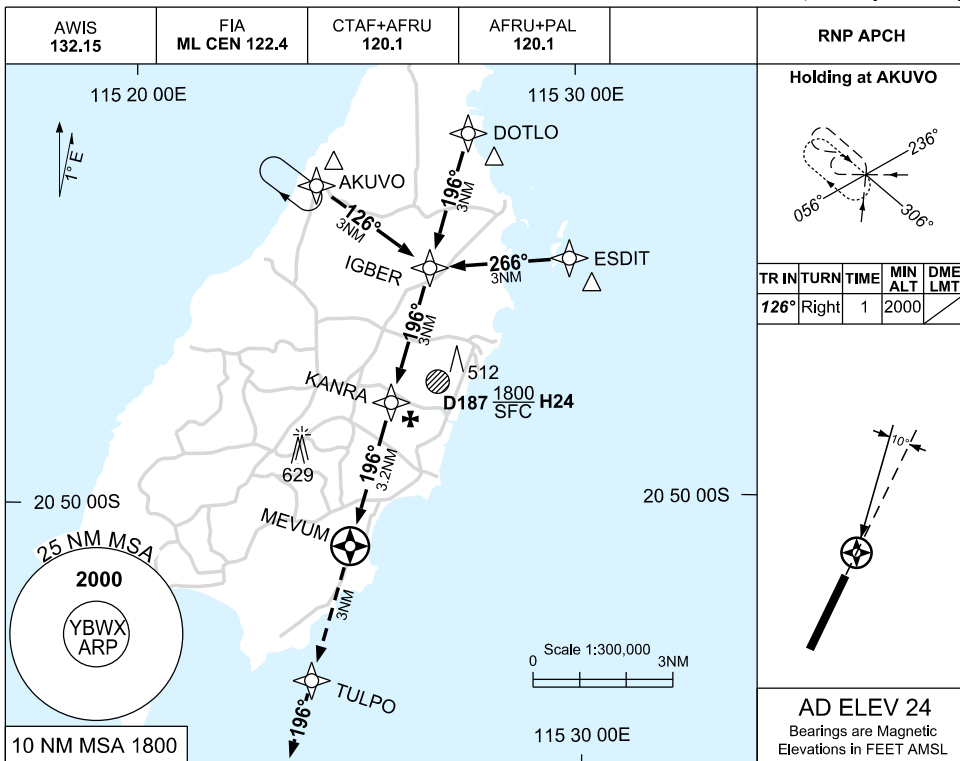 AWIS
132.15
FIA
ML CEN 122.4
CTAF+AFRU
120.1
AFRU+PAL
120.1
RNP APCH
115 20 00E
115 30 00E
1° E
DOTLO
AKUVO
196°
3NM
126°
3NM
IGBER
266°
3NM
ESDIT
196°
3NM
KANRA
512
D187 1800 H24
SFC
629
196°
3.2NM
20 50 00S
20 50 00S
MEVUM
25 NM MSA
2000
YBWX
ARP
3NM
TULPO
196°
Scale 1:300,000
0
3NM
115 30 00E
10 NM MSA 1800
Holding at AKUVO
236°
056°
306°
TR IN TURN TIME MIN ALT DME LMT
126° Right 1 2000
10°
AD ELEV 24
Bearings are Magnetic
Elevations in FEET AMSL